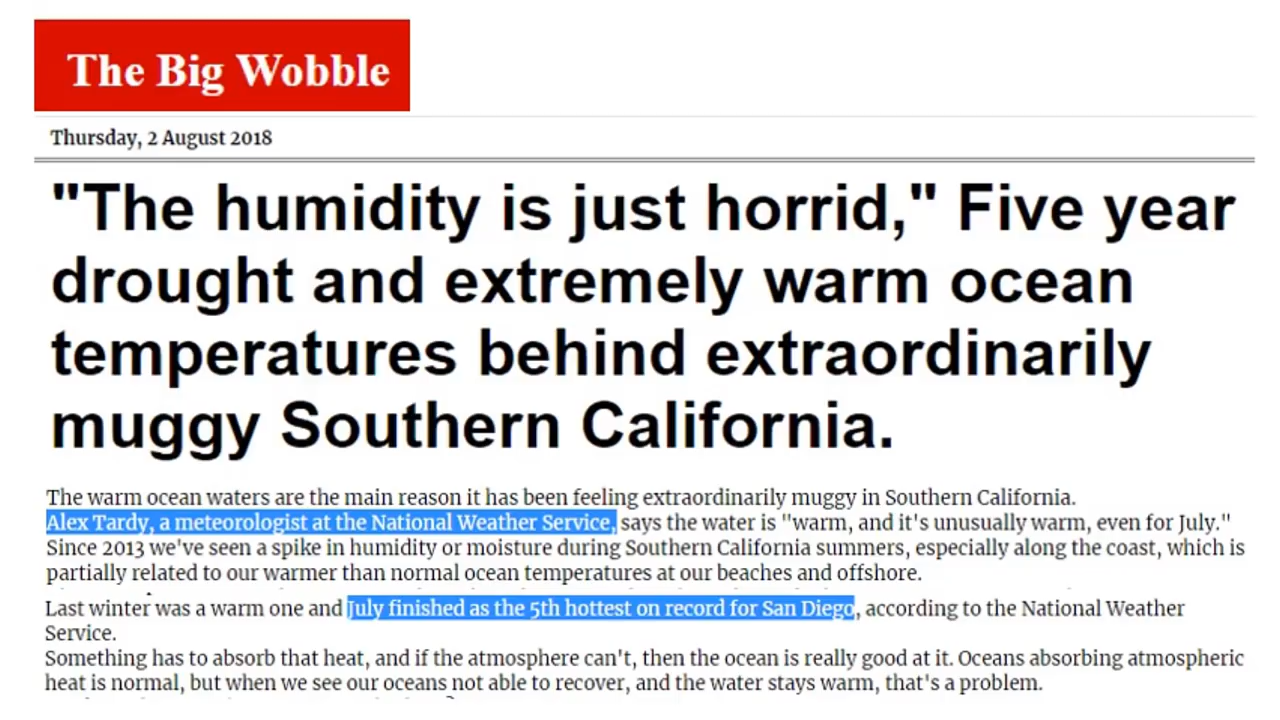 The Big Wobble
Thursday, 2 August 2018
"The humidity is just horrid," Five year
drought and extremely warm ocean
temperatures behind extraordinarily
muggy Southern California.
The warm ocean waters are the main reason it has been feeling extraordinarily muggy in Southern California.
Alex Tardy, a meteorologist at the National Weather Service, says the water is "warm, and it's unusually warm, even for July."
Since 2013 we've seen a spike in humidity or moisture during Southern California summers, especially along the coast, which is
partially related to our warmer than normal ocean temperatures at our beaches and offshore.
Last winter was a warm one and July finished as the 5th hottest on record for San Diego, according to the National Weather
Service.
Something has to absorb that heat, and if the atmosphere can't, then the ocean is really good at it. Oceans absorbing atmospheric
heat is normal, but when we see our oceans not able to recover, and the water stays warm, that's a problem.